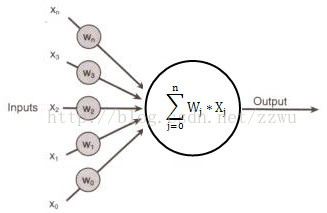 Xn
Wn
X3
W3
Inputs
X2
W2
X1
W1
X0
W0
n
∑ Wj * Xj
j=0
Output
http://blog.csdn.net/zzwu